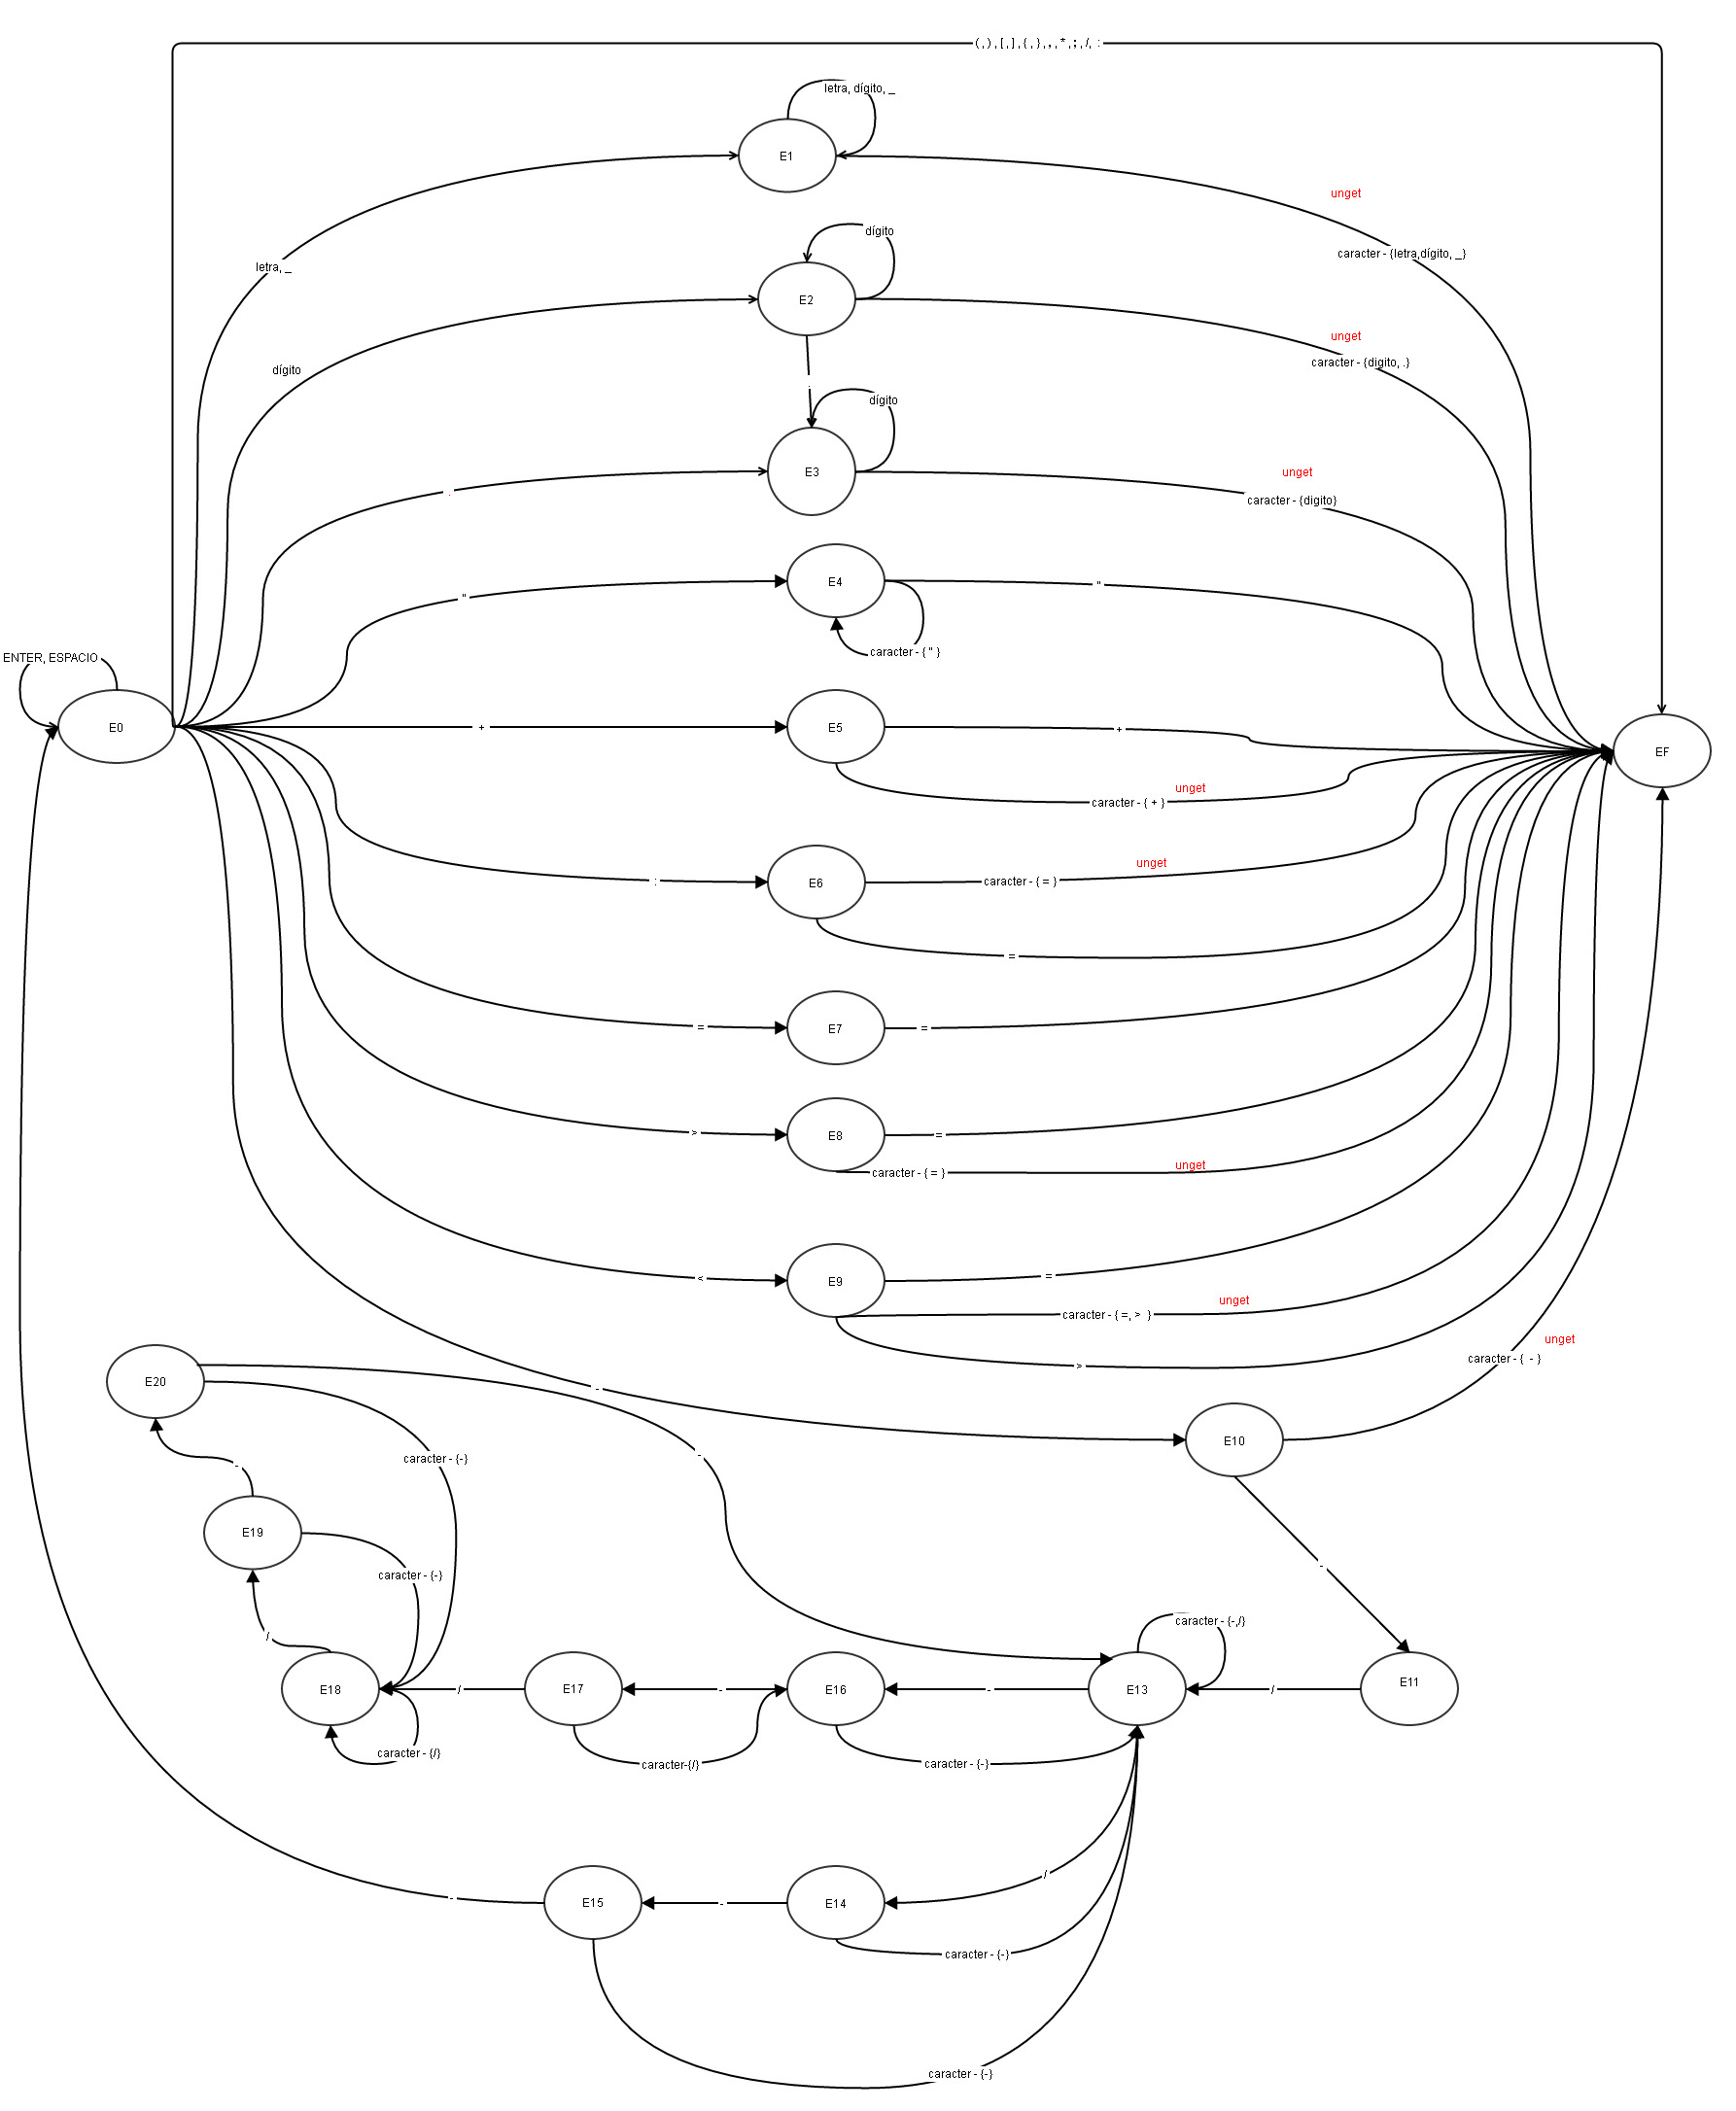 ( , ) , [ , ] , { , } , , , * , ; , /, :
letra, dígito, _
E1
unget
caracter - {letra,dígito, _}
letra, _
dígito
E2
unget
caracter - {digito, .}
dígito
.
dígito
E3
unget
caracter - {digito}
.
E4
"
"
caracter - { " }
ENTER, ESPACIO
E0
+
E5
+
EF
unget
caracter - { + }
unget
:
E6
caracter - { = }
=
=
E7
=
>
E8
=
unget
caracter - { = }
<
E9
=
unget
caracter - { =, > }
>
unget
caracter - { - }
E20
-
E10
caracter - {-}
-
-
E19
caracter - {-}
-
caracter - {-,/}
/
E18
/
E17
-
E16
-
E13
/
E11
caracter - {/}
caracter-{/}
caracter - {-}
/
-
E15
-
E14
caracter - {-}
caracter - {-}